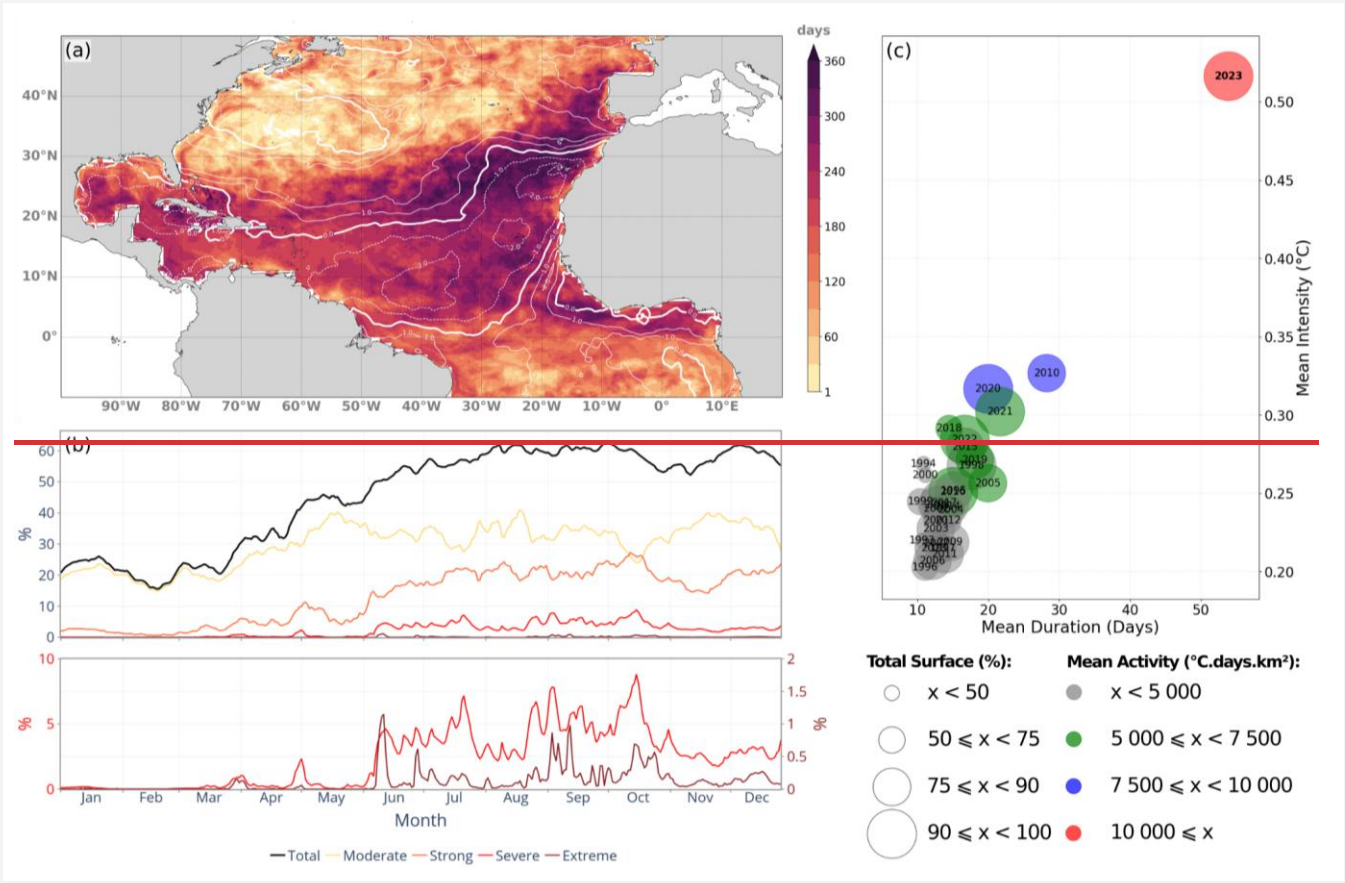 (a)
days
360
300
240
180
120
60
1
40°N
30°N
20°N
10°N
0°
90°W 80°W 70°W 60°W 50°W 40°W 30°W 20°W 10°W 0° 10°E
(b)
60
50
40
30
20
10
0
%
10
5
0
%
2
1.5
1
0.5
0
%
Jan Feb Mar Apr May Jun Jul Aug Sep Oct Nov Dec
Month
Total Moderate Strong Severe Extreme
(c)
2023
2010
2020
2021
2018
2022
2019
1998
1994
2000
2005
2016
2004
2012
2003
2009
2011
2006
1996
0.50
0.45
0.40
0.35
0.30
0.25
0.20
Mean Intensity (°C)
10 20 30 40 50
Mean Duration (Days)
Total Surface (%): Mean Activity (°C.days.km²):
x < 50 x < 5 000
50 ⩽ x < 75 5 000 ⩽ x < 7 500
75 ⩽ x < 90 7 500 ⩽ x < 10 000
90 ⩽ x < 100 10 000 ⩽ x